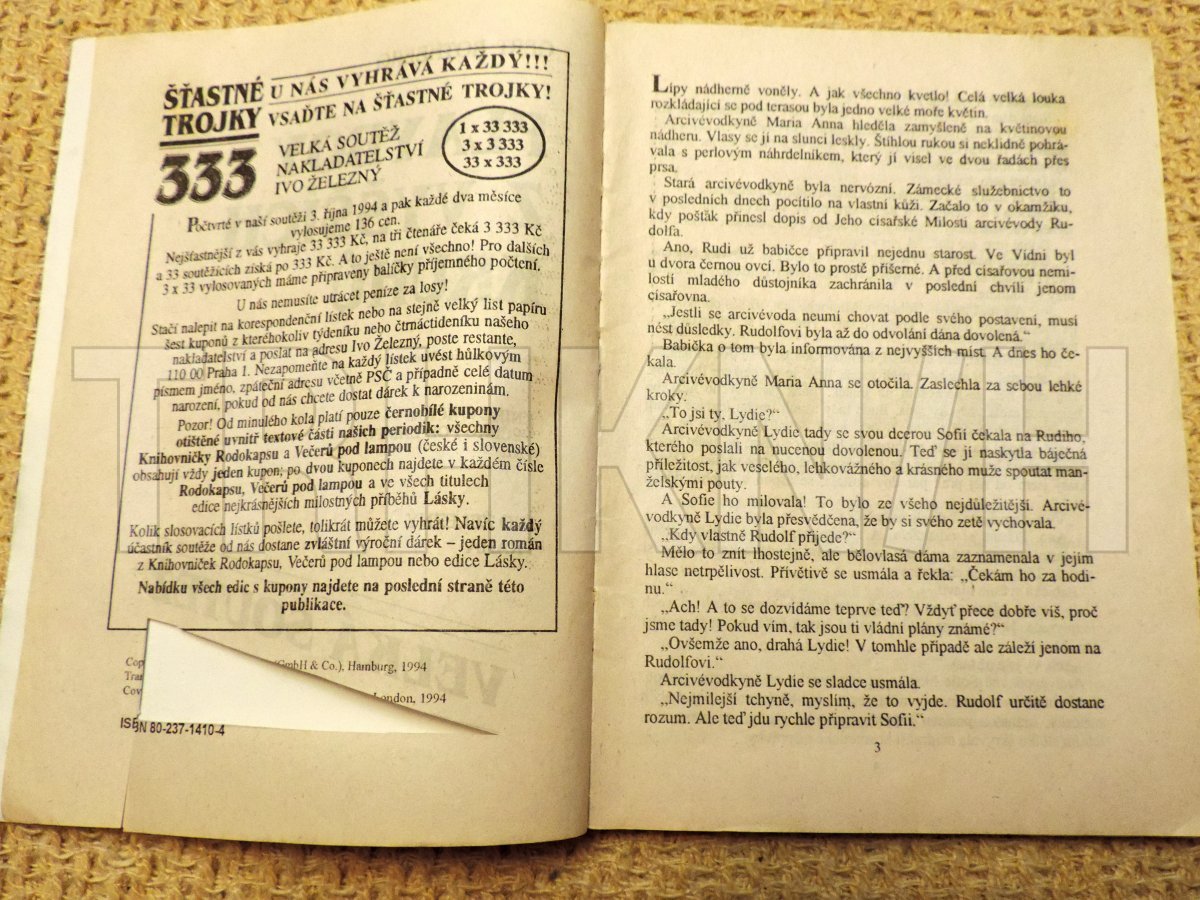 ŠŤASTNÉ
TROJKY
333
U NÁS VYHRÁVÁ KAŽDÝ!!!
VSAĎTE NA ŠŤASTNÉ TROJKY!
VELKÁ SOUTĚŽ
NAKLADATELSTVÍ
IVO ŽELEZNÝ
1 x 33 333
3 x 3 333
33 x 333
Počtvrté v naší soutěži 3. října 1994 a pak každé dva měsíce
vylosujeme 136 cen.
Nejšťastnější z vás vyhraje 33 333 Kč, na tři čtenáře čeká 3 333 Kč
a 33 soutěžících získá po 333 Kč. A to ještě není všechno! Pro dalších
3 x 33 vylosovaných máme připraveny balíčky příjemného počtení.
U nás nemusíte utrácet peníze za losy!
Stačí nalepit na korespondenční lístek nebo na stejně velký list papíru
šest kuponů z kteréhokoliv týdeníku nebo čtrnáctideníku našeho
nakladatelství a poslat na adresu Ivo Železný, poste restante,
110 00 Praha 1. Nezapomeňte na každý lístek uvést hůlkovým
písmem jméno, zpáteční adresu včetně PSČ a případně celé datum
narození, pokud od nás chcete dostat dárek k narozeninám.
Pozor! Od minulého kola platí pouze černobílé kupony
otištěné uvnitř textové části našich periodik: všechny
Knihovničky Rodokapsu a Večerů pod lampou (české i slovenské)
obsahují vždy jeden kupon; po dvou kuponech najdete v každém čísle
Rodokapsu, Večerů pod lampou a ve všech titulech
edice nejkrásnějších milostných příběhů Lásky.
Kolik slosovacích lístků pošlete, tolikrát můžete vyhrát! Navíc každý
účastník soutěže od nás dostane zvláštní výroční dárek – jeden román
z Knihovniček Rodokapsu, Večerů pod lampou nebo edice Lásky.
Nabídku všech edic s kupony najdete na poslední straně této
publikace.
Cop (GmbH & Co.), Hamburg, 1994
Tran
Cov London, 1994
ISBN 80-237-1410-4
Lípy nádherně voněly. A jak všechno kvetlo! Celá velká louka
rozkládající se pod terasou byla jedno velké moře květin.
Arcivévodkyně Maria Anna hleděla zamyšleně na květinovou
nádheru. Vlasy se jí na slunci leskly. Štíhlou rukou si neklidně pohrá-
vala s perlovým náhrdelníkem, který jí visel ve dvou řadách přes
prsa.
Stará arcivévodkyně byla nervózní. Zámecké služebnictvo to
v posledních dnech pocítilo na vlastní kůži. Začalo to v okamžiku,
kdy pošťák přinesl dopis od Jeho císařské Milosti arcivévody Ru-
dolfa.
Ano, Rudi už babičce připravil nejednu starost. Ve Vídni byl
u dvora černou ovcí. Bylo to prostě příšerné. A před císařovou nemi-
lostí mladého důstojníka zachránila v poslední chvíli jenom
císařovna.
„Jestli se arcivévoda neumí chovat podle svého postavení, musí
nést důsledky. Rudolfovi byla až do odvolání dána dovolená.“
Babička o tom byla informována z nejvyšších míst. A dnes ho če-
kala.
Arcivévodkyně Maria Anna se otočila. Zaslechla za sebou lehké
kroky.
„To jsi ty, Lydie?“
Arcivévodkyně Lydie tady se svou dcerou Sofií čekala na Rudiho,
kterého poslali na nucenou dovolenou. Teď se jí naskytla báječná
příležitost, jak veselého, lehkovážného a krásného muže spoutat man-
želskými pouty.
A Sofie ho milovala! To bylo ze všeho nejdůležitější. Arcivé-
vodkyně Lydie byla přesvědčena, že by si svého zetě vychovala.
„Kdy vlastně Rudolf přijede?“
Mělo to znít lhostejně, ale bělovlasá dáma zaznamenala v jejím
hlase netrpělivost. Přívětivě se usmála a řekla: „Čekám ho za hodi-
nu.“
„Ach! A to se dozvídáme teprve teď? Vždyť přece dobře víš, proč
jsme tady! Pokud vím, tak jsou ti vládní plány známé?“
„Ovšemže ano, drahá Lydie! V tomhle případě ale záleží jenom na
Rudolfovi.“
Arcivévodkyně Lydie se sladce usmála.
„Nejmilejší tchyně, myslím, že to vyjde. Rudolf určitě dostane
rozum. Ale teď jdu rychle připravit Sofii.“
3